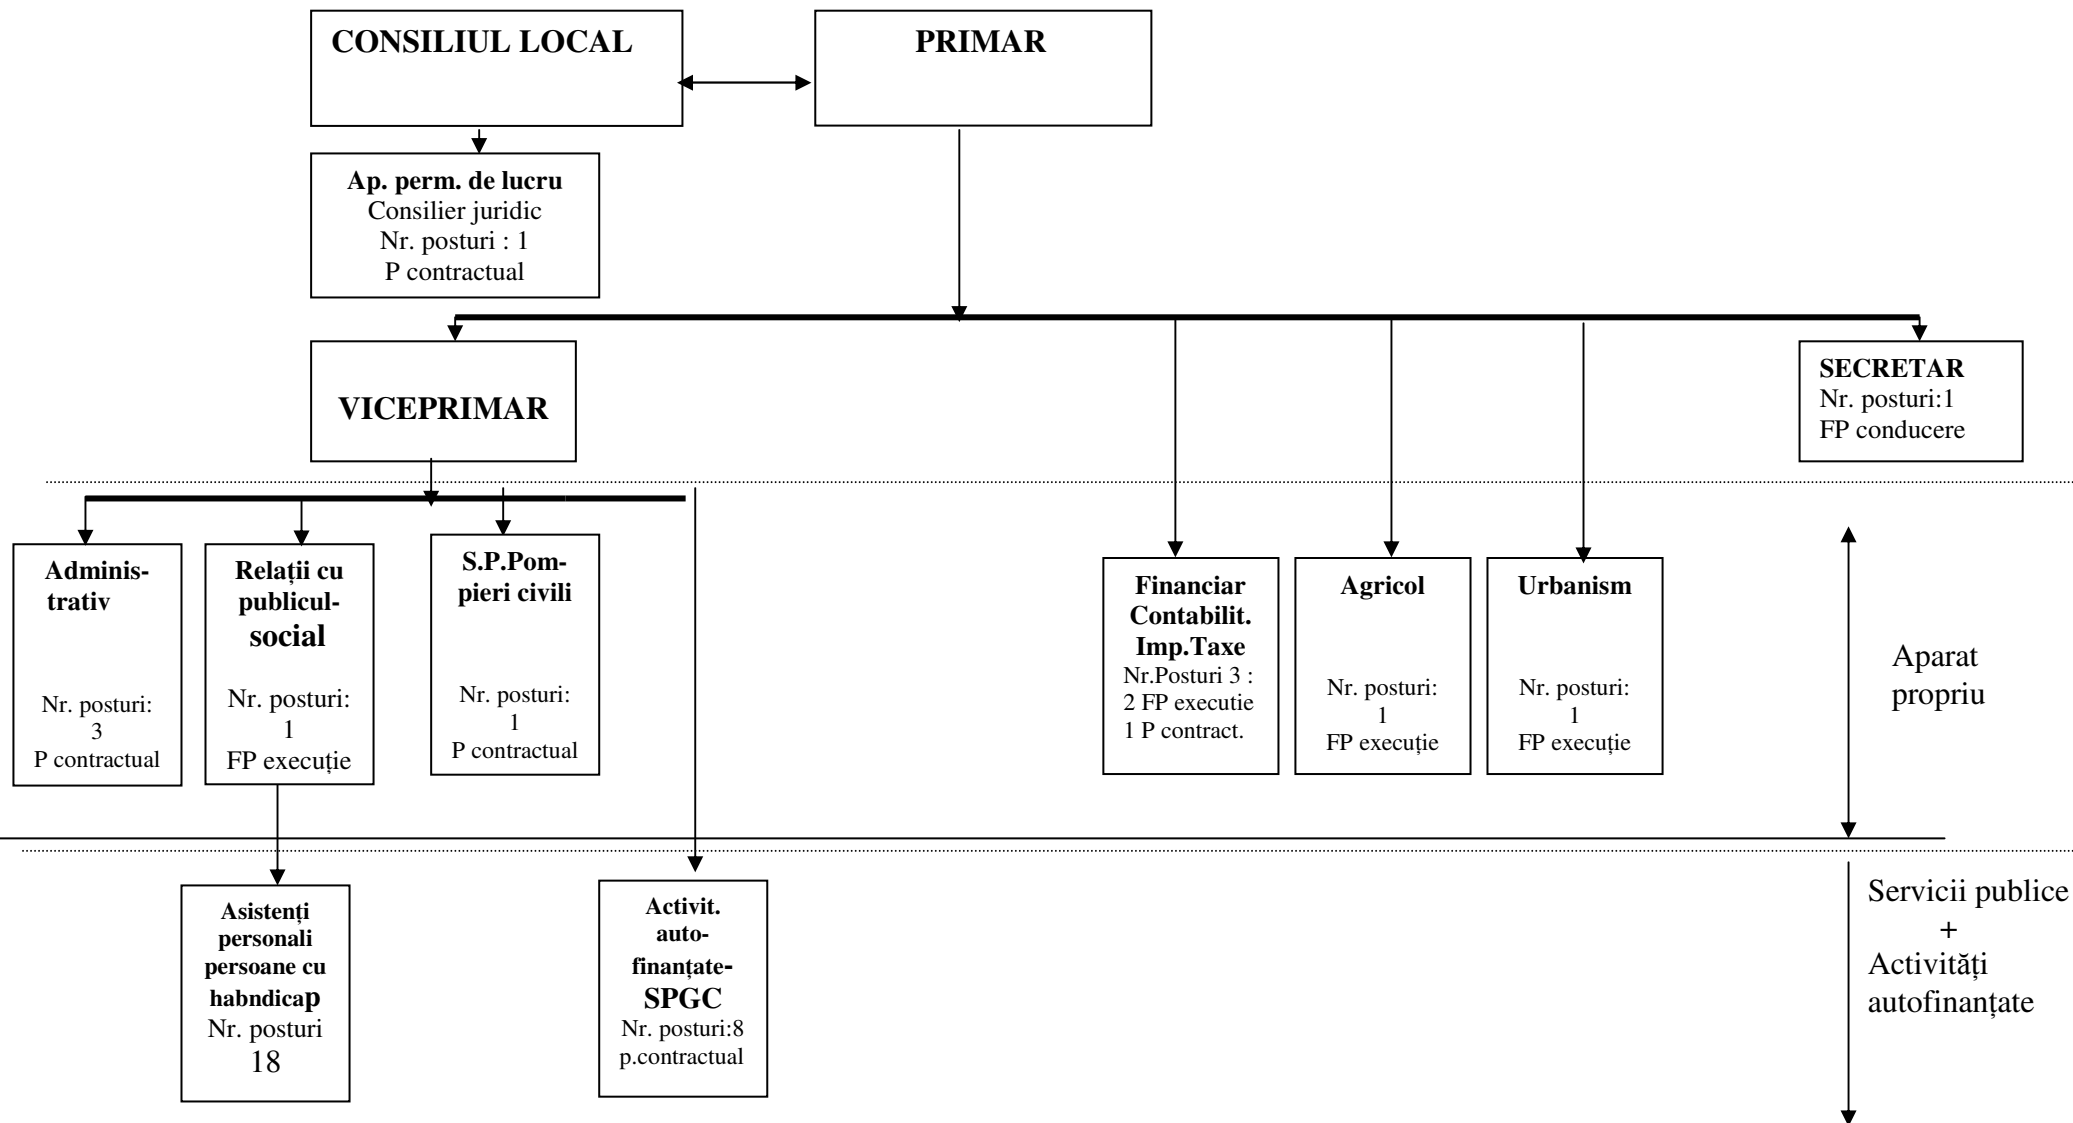 CONSILIUL LOCAL
PRIMAR
Ap. perm. de lucru
Consilier juridic
Nr. posturi : 1
P contractual
VICEPRIMAR
SECRETAR
Nr. posturi:1
FP conducere
Adminis-
trativ
Nr. posturi:
3
P contractual
Relații cu
publicul-
social
Nr. posturi:
1
FP execuție
S.P.Pom-
pieri civili
Nr. posturi:
1
P contractual
Financiar
Contabilit.
Imp.Taxe
Nr.Posturi 3 :
2 FP executie
1 P contract.
Agricol
Nr. posturi:
1
FP execuție
Urbanism
Nr. posturi:
1
FP execuție
Aparat
propriu
Asistenți
personali
persoane cu
habndicap
Nr. posturi
18
Activit.
auto-
finanțate-
SPGC
Nr. posturi:8
p.contractual
Servicii publice
+
Activități
autofinanțate